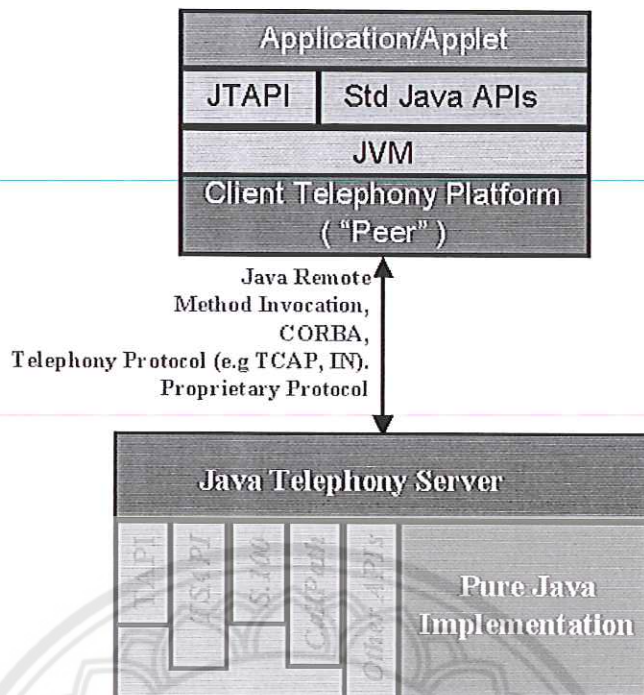 Application/Applet
JTAPI
Std Java APIs
JVM
Client Telephony Platform
( “Peer” )
Java Remote
Method Invocation,
CORBA,
Telephony Protocol (e.g TCAP, IN).
Proprietary Protocol
Java Telephony Server
TAPI
S.100
CallPath
Other APIs
Pure Java
Implementation